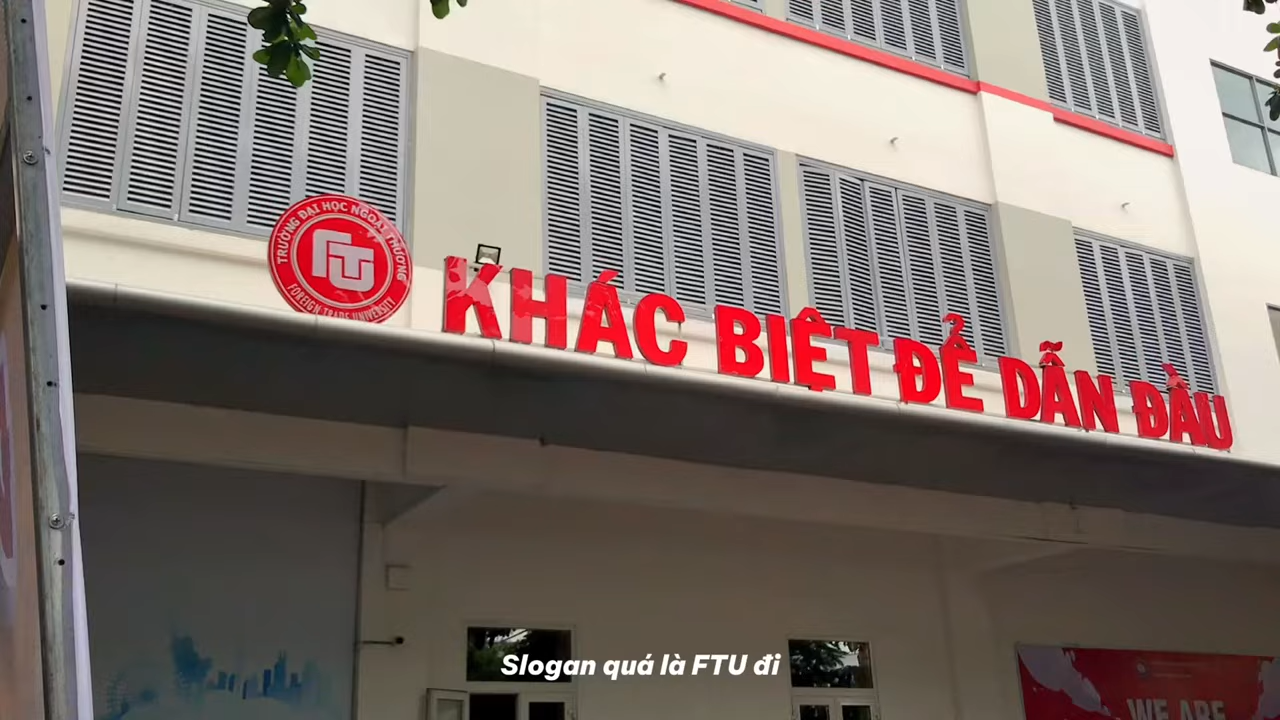 TRƯỜNG ĐẠI HỌC NGOẠI THƯƠNG
FTU
FOREIGN TRADE UNIVERSITY
KHÁC BIỆT ĐỂ DẪN ĐẦU
Slogan quá là FTU đi
WE ARE